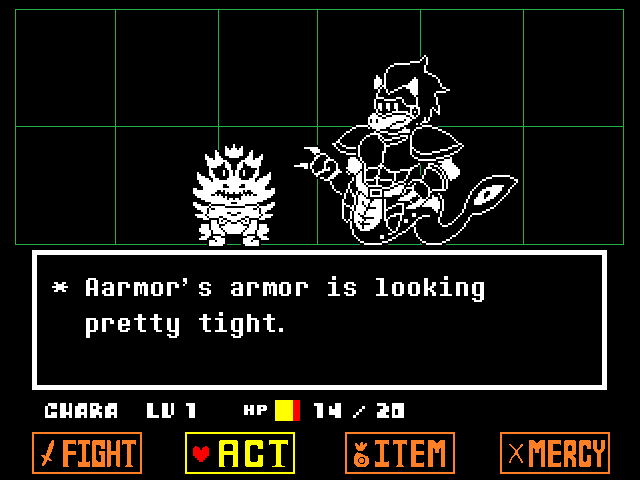 * Aarmor's armor is looking
pretty tight.
CHARA LV 1 HP 14 / 20
FIGHT ACT ITEM MERCY